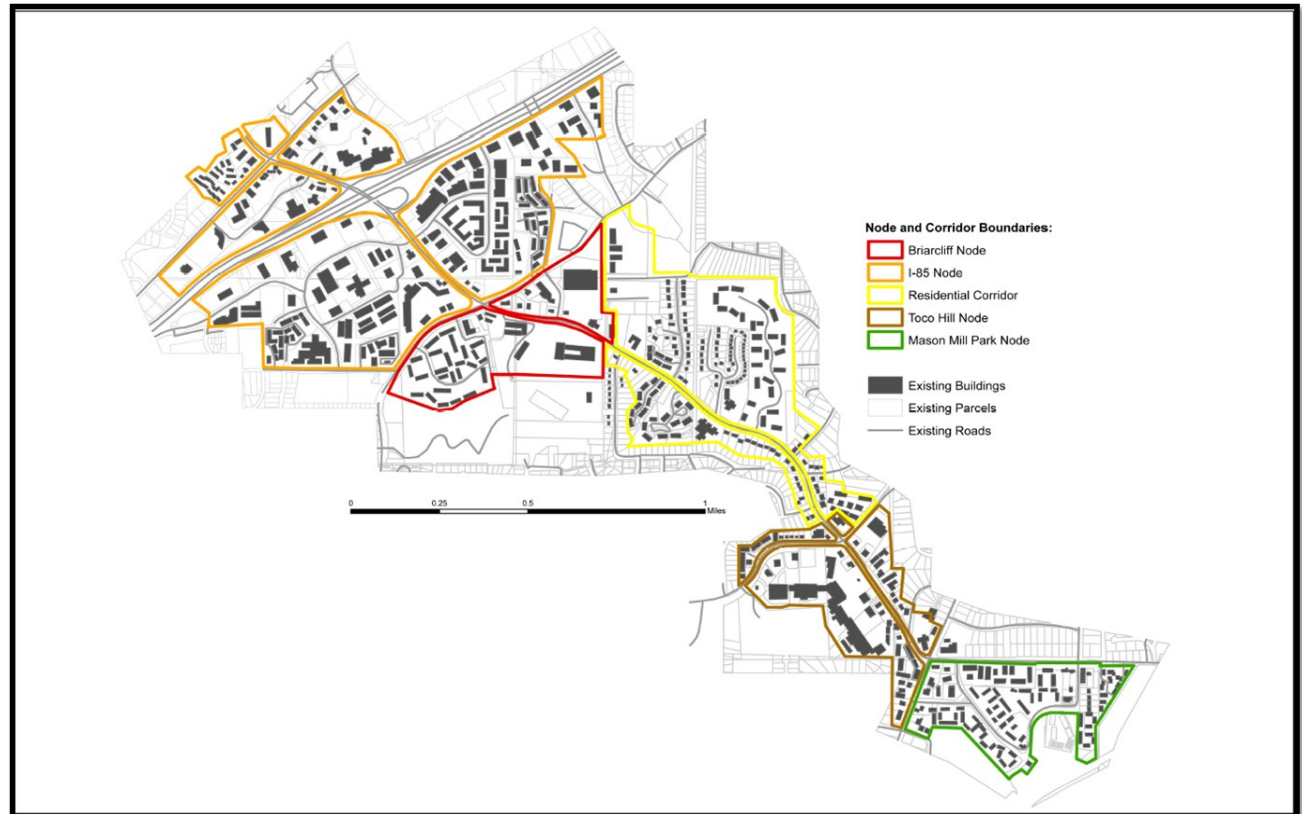 Node and Corridor Boundaries:
Briarcliff Node
I-85 Node
Residential Corridor
Toco Hill Node
Mason Mill Park Node
Existing Buildings
Existing Parcels
Existing Roads
0 0.25 0.5 1
Miles